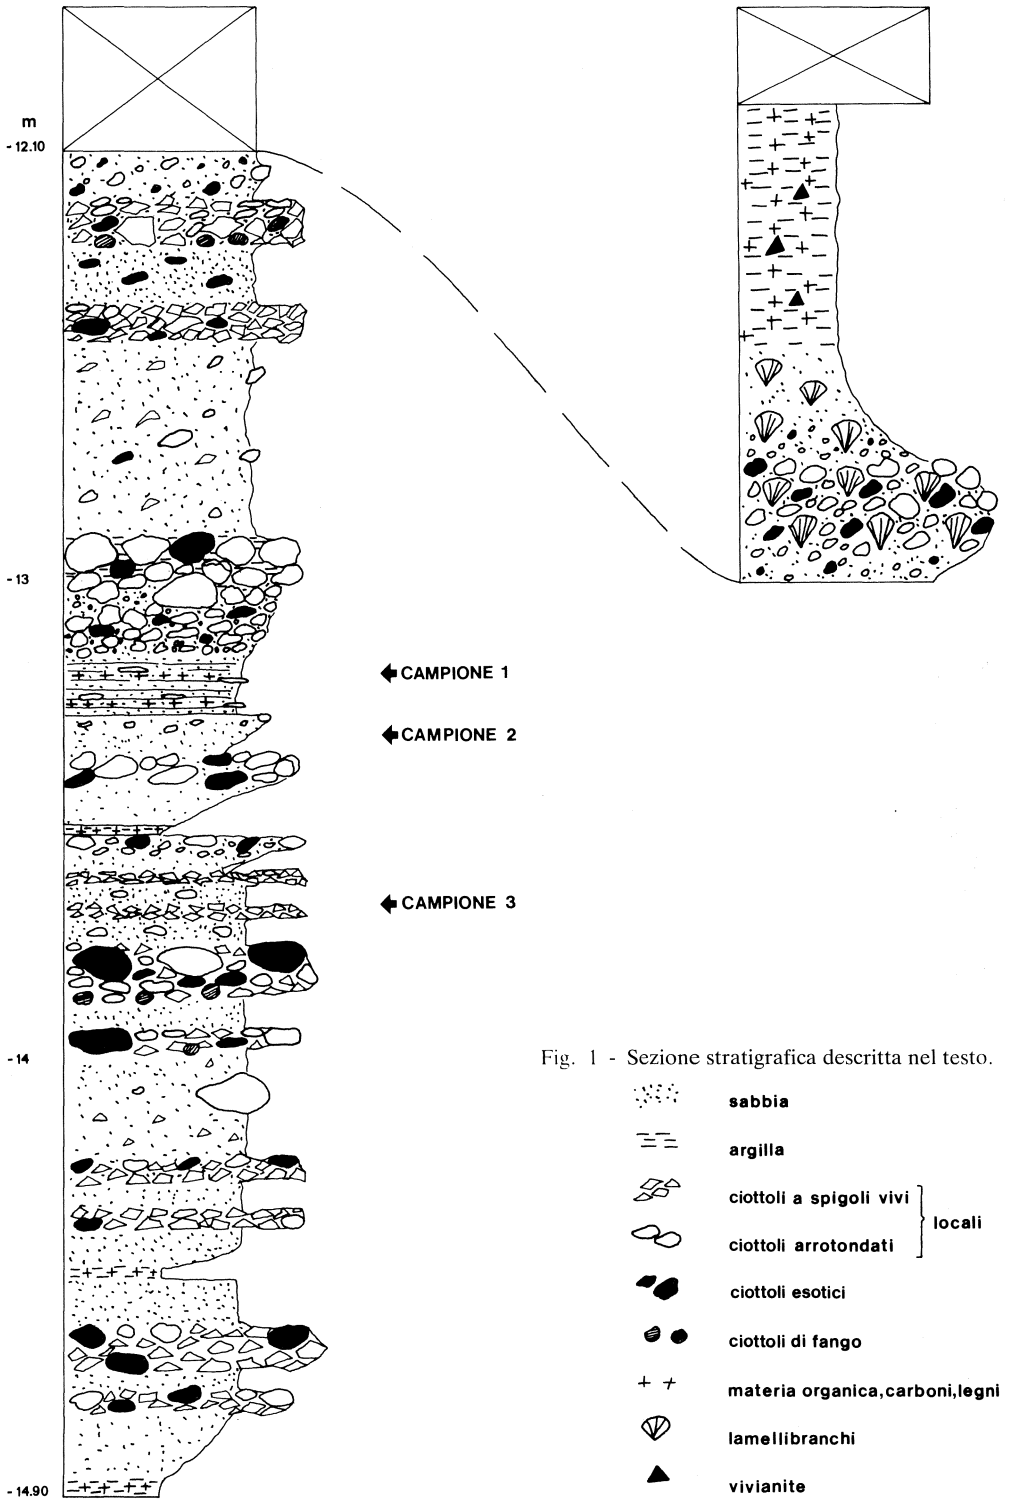 m
- 12.10
- 13
CAMPIONE 1
CAMPIONE 2
CAMPIONE 3
- 14
- 14.90
Fig. 1 - Sezione stratigrafica descritta nel testo.
sabbia
argilla
ciottoli a spigoli vivi
locali
ciottoli arrotondati
ciottoli esotici
ciottoli di fango
materia organica,carboni,legni
lamellibranchi
vivianite